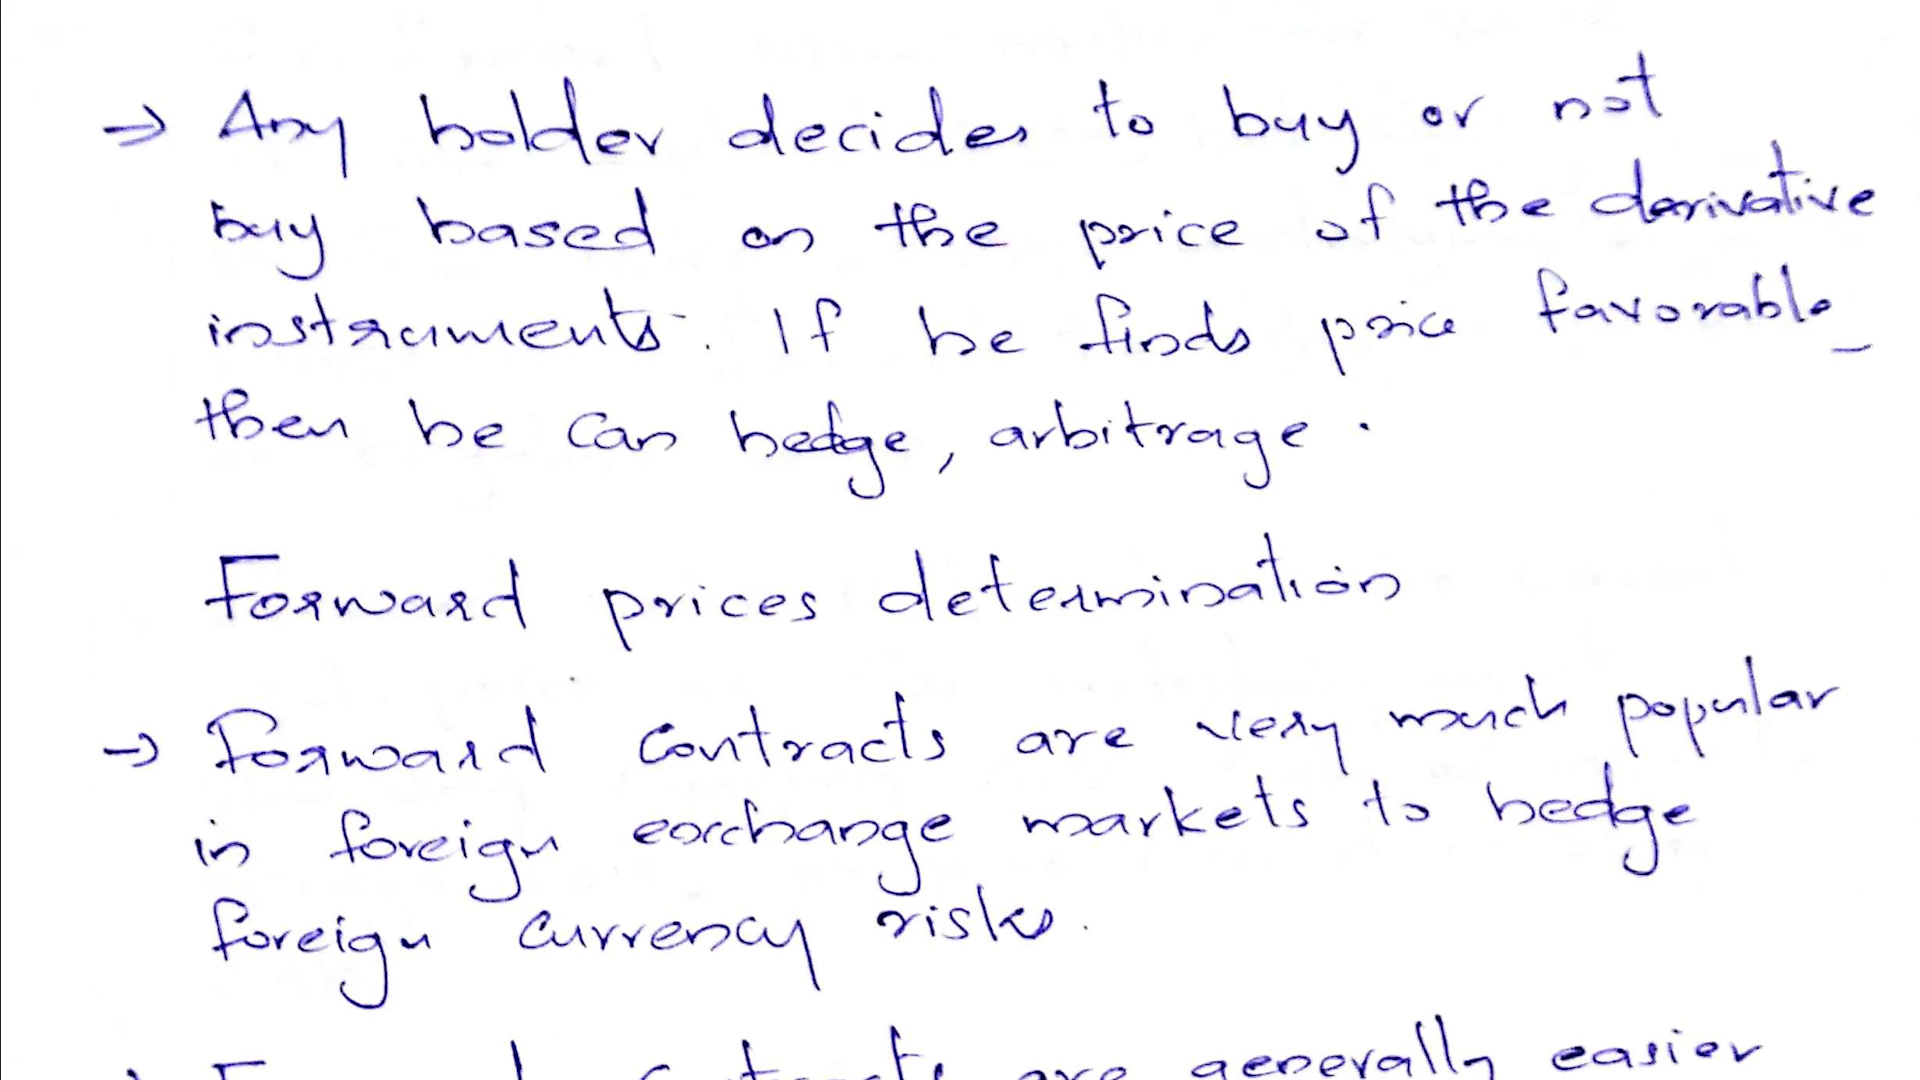 → Any holder decides to buy or not
buy based on the price of the derivative
instruments. If he finds price favorable_
then he can hedge, arbitrage.
Forward prices determination
→ Forward contracts are very much popular
in foreign exchange markets to hedge
foreign currency risks.
→ Forward contracts are generally easier